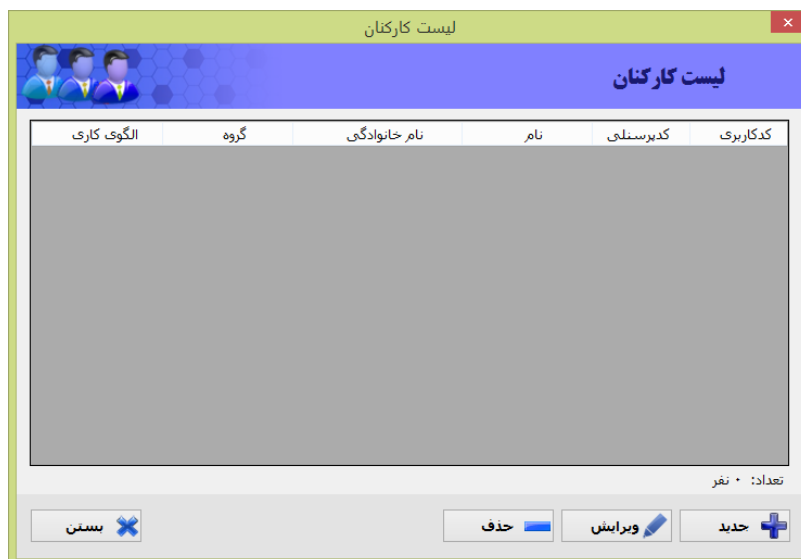 لیست کارکنان
لیست کارکنان
کدکاربری کدپرسنلی نام نام خانوادگی گروه الگوی کاری
تعداد: ۰ نفر
جدید ویرایش حذف بستن